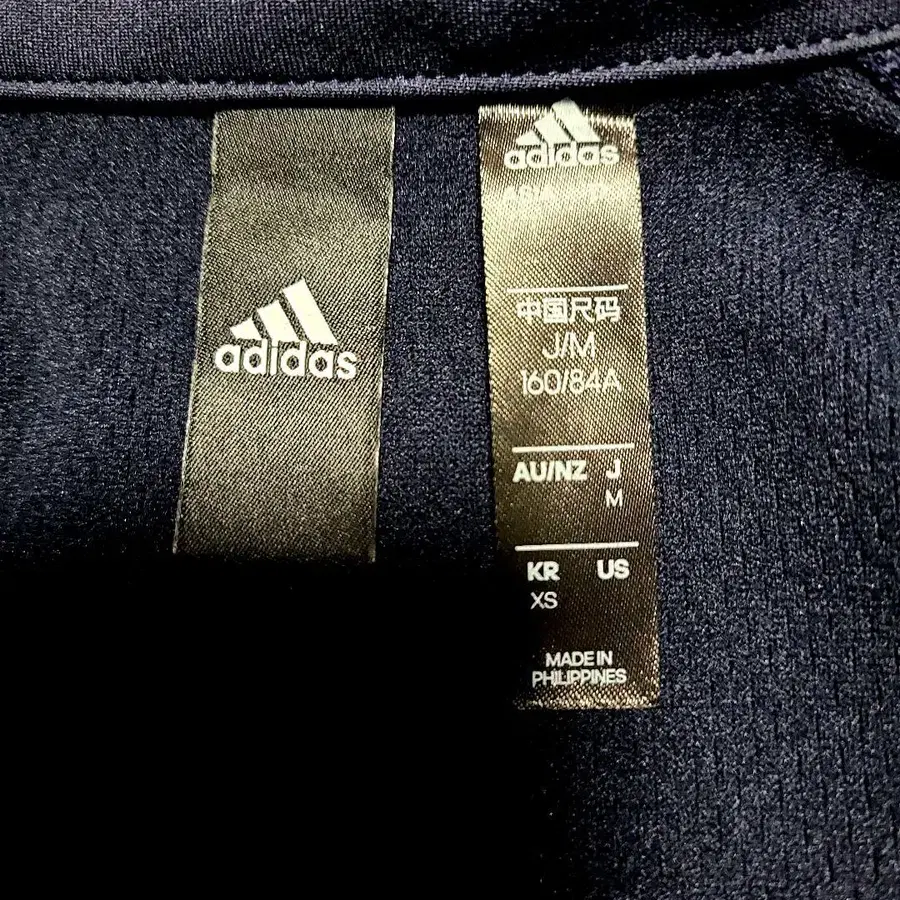 adidas
adidas
中国尺码
J/M
160/84A
AU/NZ J
M
KR US
XS
MADE IN
PHILIPPINES